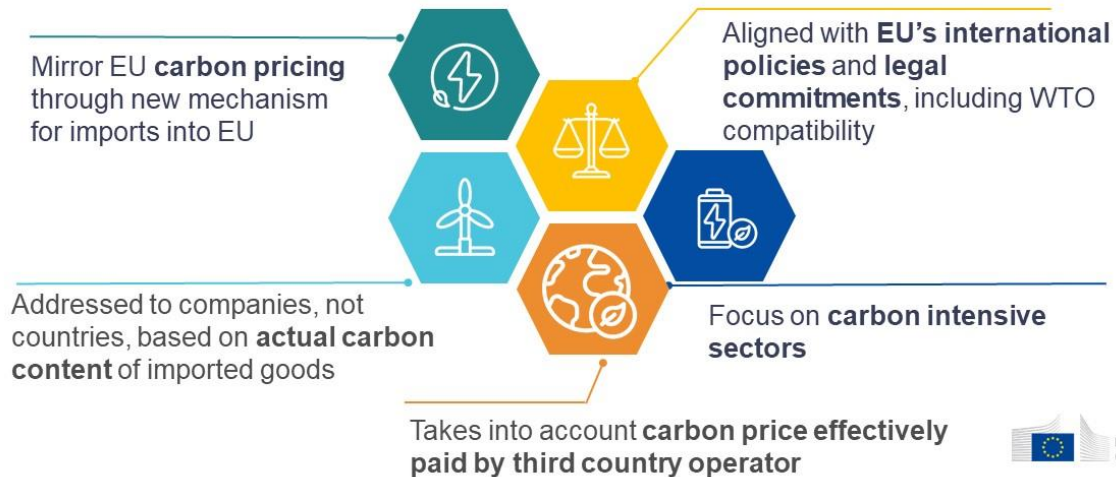 Mirror EU carbon pricing
through new mechanism
for imports into EU
Aligned with EU's international
policies and legal
commitments, including WTO
compatibility
Addressed to companies, not
countries, based on actual carbon
content of imported goods
Focus on carbon intensive
sectors
Takes into account carbon price effectively
paid by third country operator